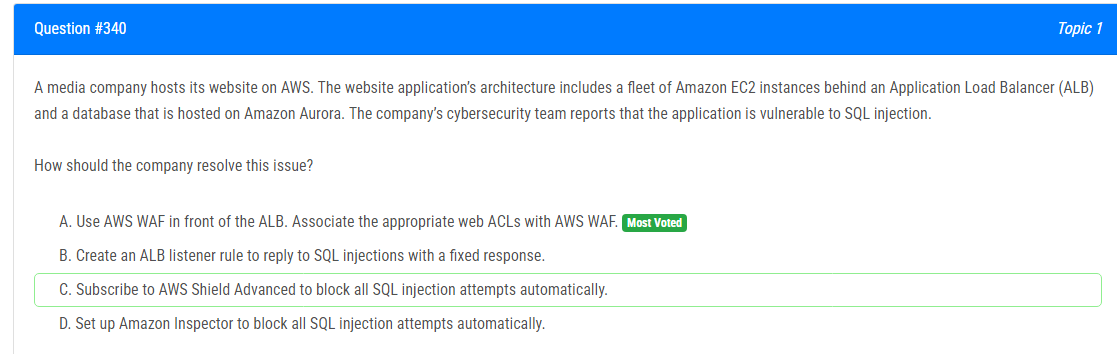 Question #340
Topic 1
A media company hosts its website on AWS. The website application's architecture includes a fleet of Amazon EC2 instances behind an Application Load Balancer (ALB)
and a database that is hosted on Amazon Aurora. The company's cybersecurity team reports that the application is vulnerable to SQL injection.
How should the company resolve this issue?
A. Use AWS WAF in front of the ALB. Associate the appropriate web ACLs with AWS WAF. Most Voted
B. Create an ALB listener rule to reply to SQL injections with a fixed response.
C. Subscribe to AWS Shield Advanced to block all SQL injection attempts automatically.
D. Set up Amazon Inspector to block all SQL injection attempts automatically.